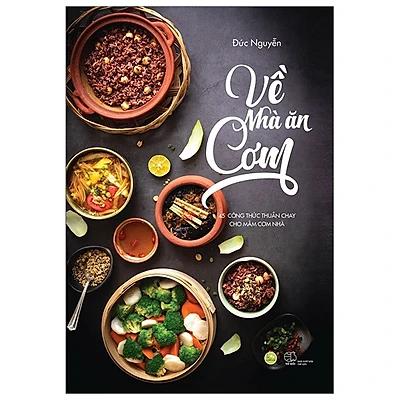 Đức Nguyễn
Về
Nhà ăn
Cơm
45 CÔNG THỨC THUẦN CHAY
CHO MÂM CƠM NHÀ